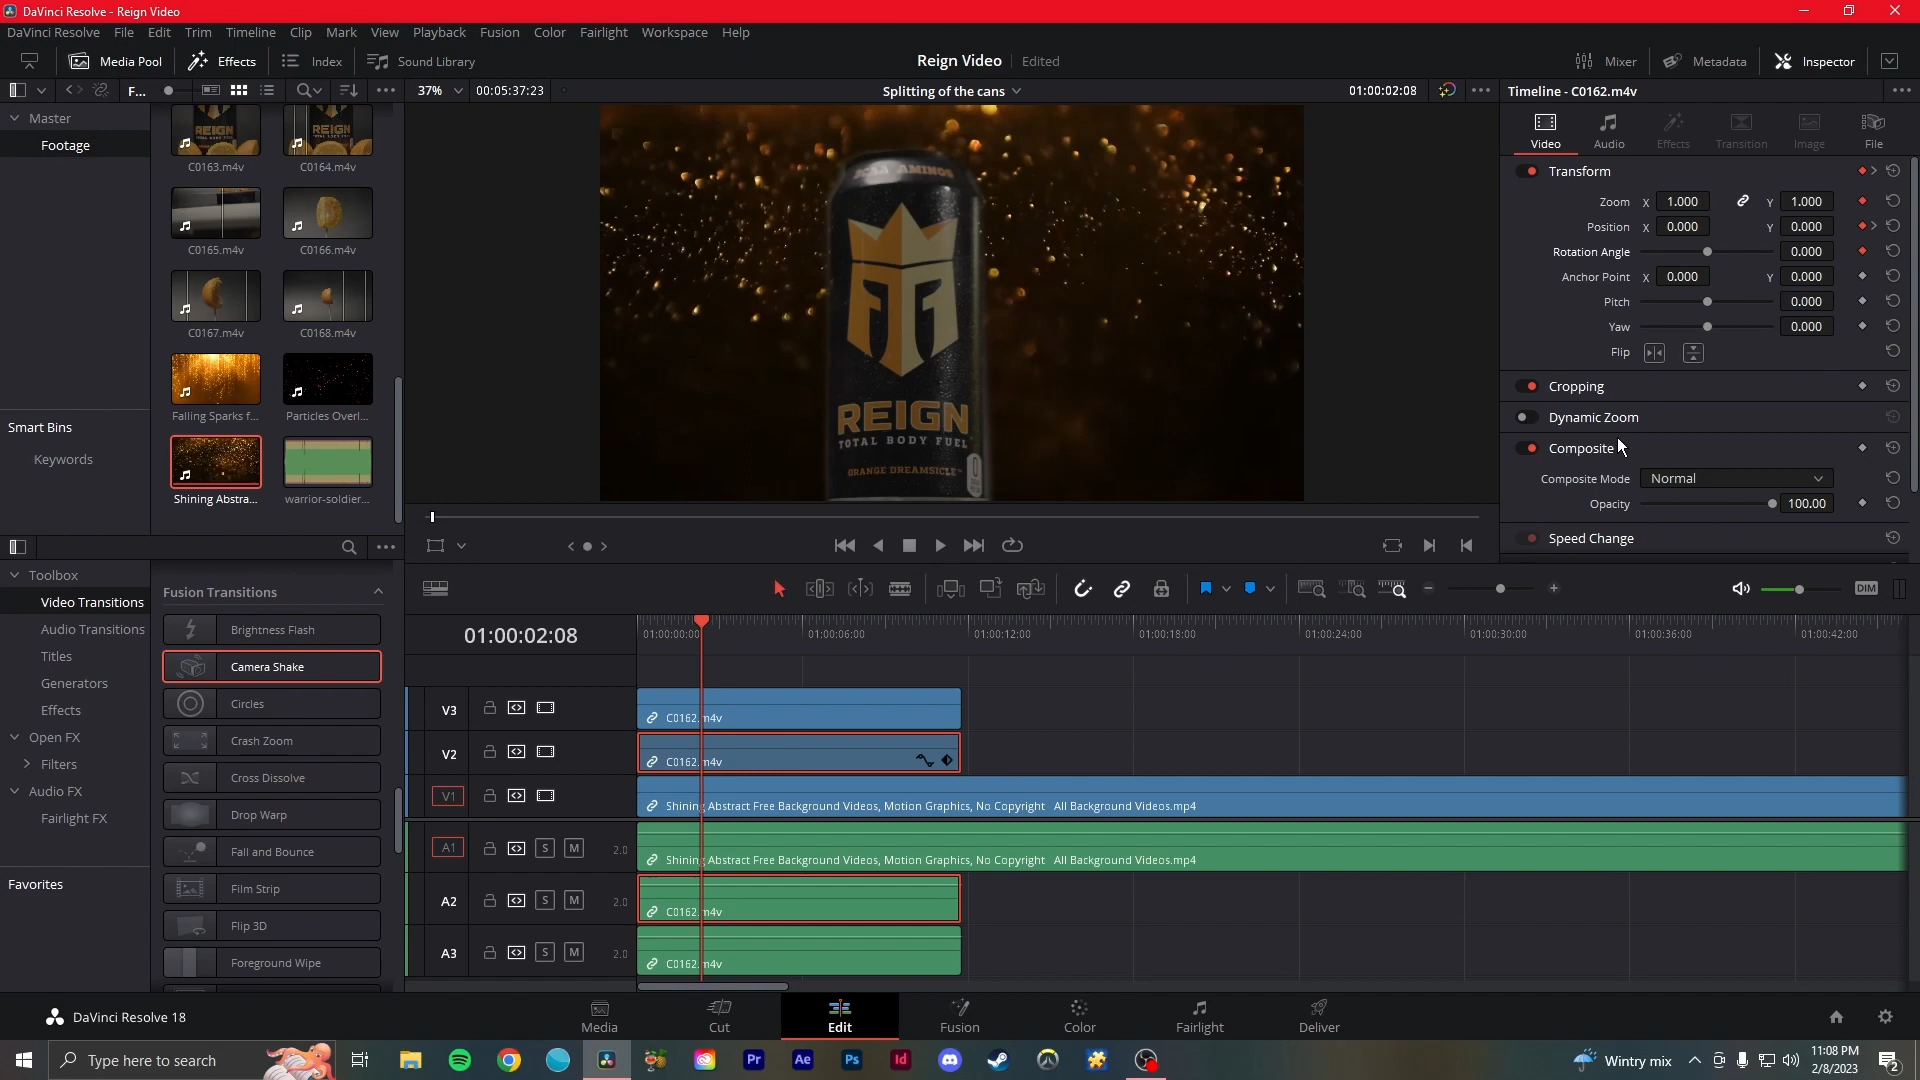 DaVinci Resolve - Reign Video
DaVinci Resolve File Edit Trim Timeline Clip Mark View Playback Fusion Color Fairlight Workspace Help
Media Pool Effects Index Sound Library Reign Video Edited Mixer Metadata Inspector
F... 37% 00:05:37:23 Splitting of the cans 01:00:02:08 Timeline - C0162.m4v
Master
Footage
C0163.m4v C0164.m4v
C0165.m4v C0166.m4v
C0167.m4v C0168.m4v
Falling Sparks f... Particles Overl...
Shining Abstra... warrior-soldier...
Smart Bins
Keywords
BCAA AMINOS
REIGN
TOTAL BODY FUEL
ORANGE DREAMSICLE
Video Audio Effects Transition Image File
Transform
Zoom X 1.000 Y 1.000
Position X 0.000 Y 0.000
Rotation Angle 0.000
Anchor Point X 0.000 Y 0.000
Pitch 0.000
Yaw 0.000
Flip
Cropping
Dynamic Zoom
Composite
Composite Mode Normal
Opacity 100.00
Speed Change
Toolbox
Video Transitions
Audio Transitions
Titles
Generators
Effects
Open FX
Filters
Audio FX
Fairlight FX
Favorites
Fusion Transitions
Brightness Flash
Camera Shake
Circles
Crash Zoom
Cross Dissolve
Drop Warp
Fall and Bounce
Film Strip
Flip 3D
Foreground Wipe
DIM
01:00:02:08 01:00:00:00 01:00:06:00 01:00:12:00 01:00:18:00 01:00:24:00 01:00:30:00 01:00:36:00 01:00:42:00
V3 C0162.m4v
V2 C0162.m4v
V1 Shining Abstract Free Background Videos, Motion Graphics, No Copyright All Background Videos.mp4
A1 S M 2.0 Shining Abstract Free Background Videos, Motion Graphics, No Copyright All Background Videos.mp4
A2 S M 2.0 C0162.m4v
A3 S M 2.0 C0162.m4v
DaVinci Resolve 18 Media Cut Edit Fusion Color Fairlight Deliver
Type here to search Pr Ae Ps Id Wintry mix 11:08 PM
2/8/2023 2